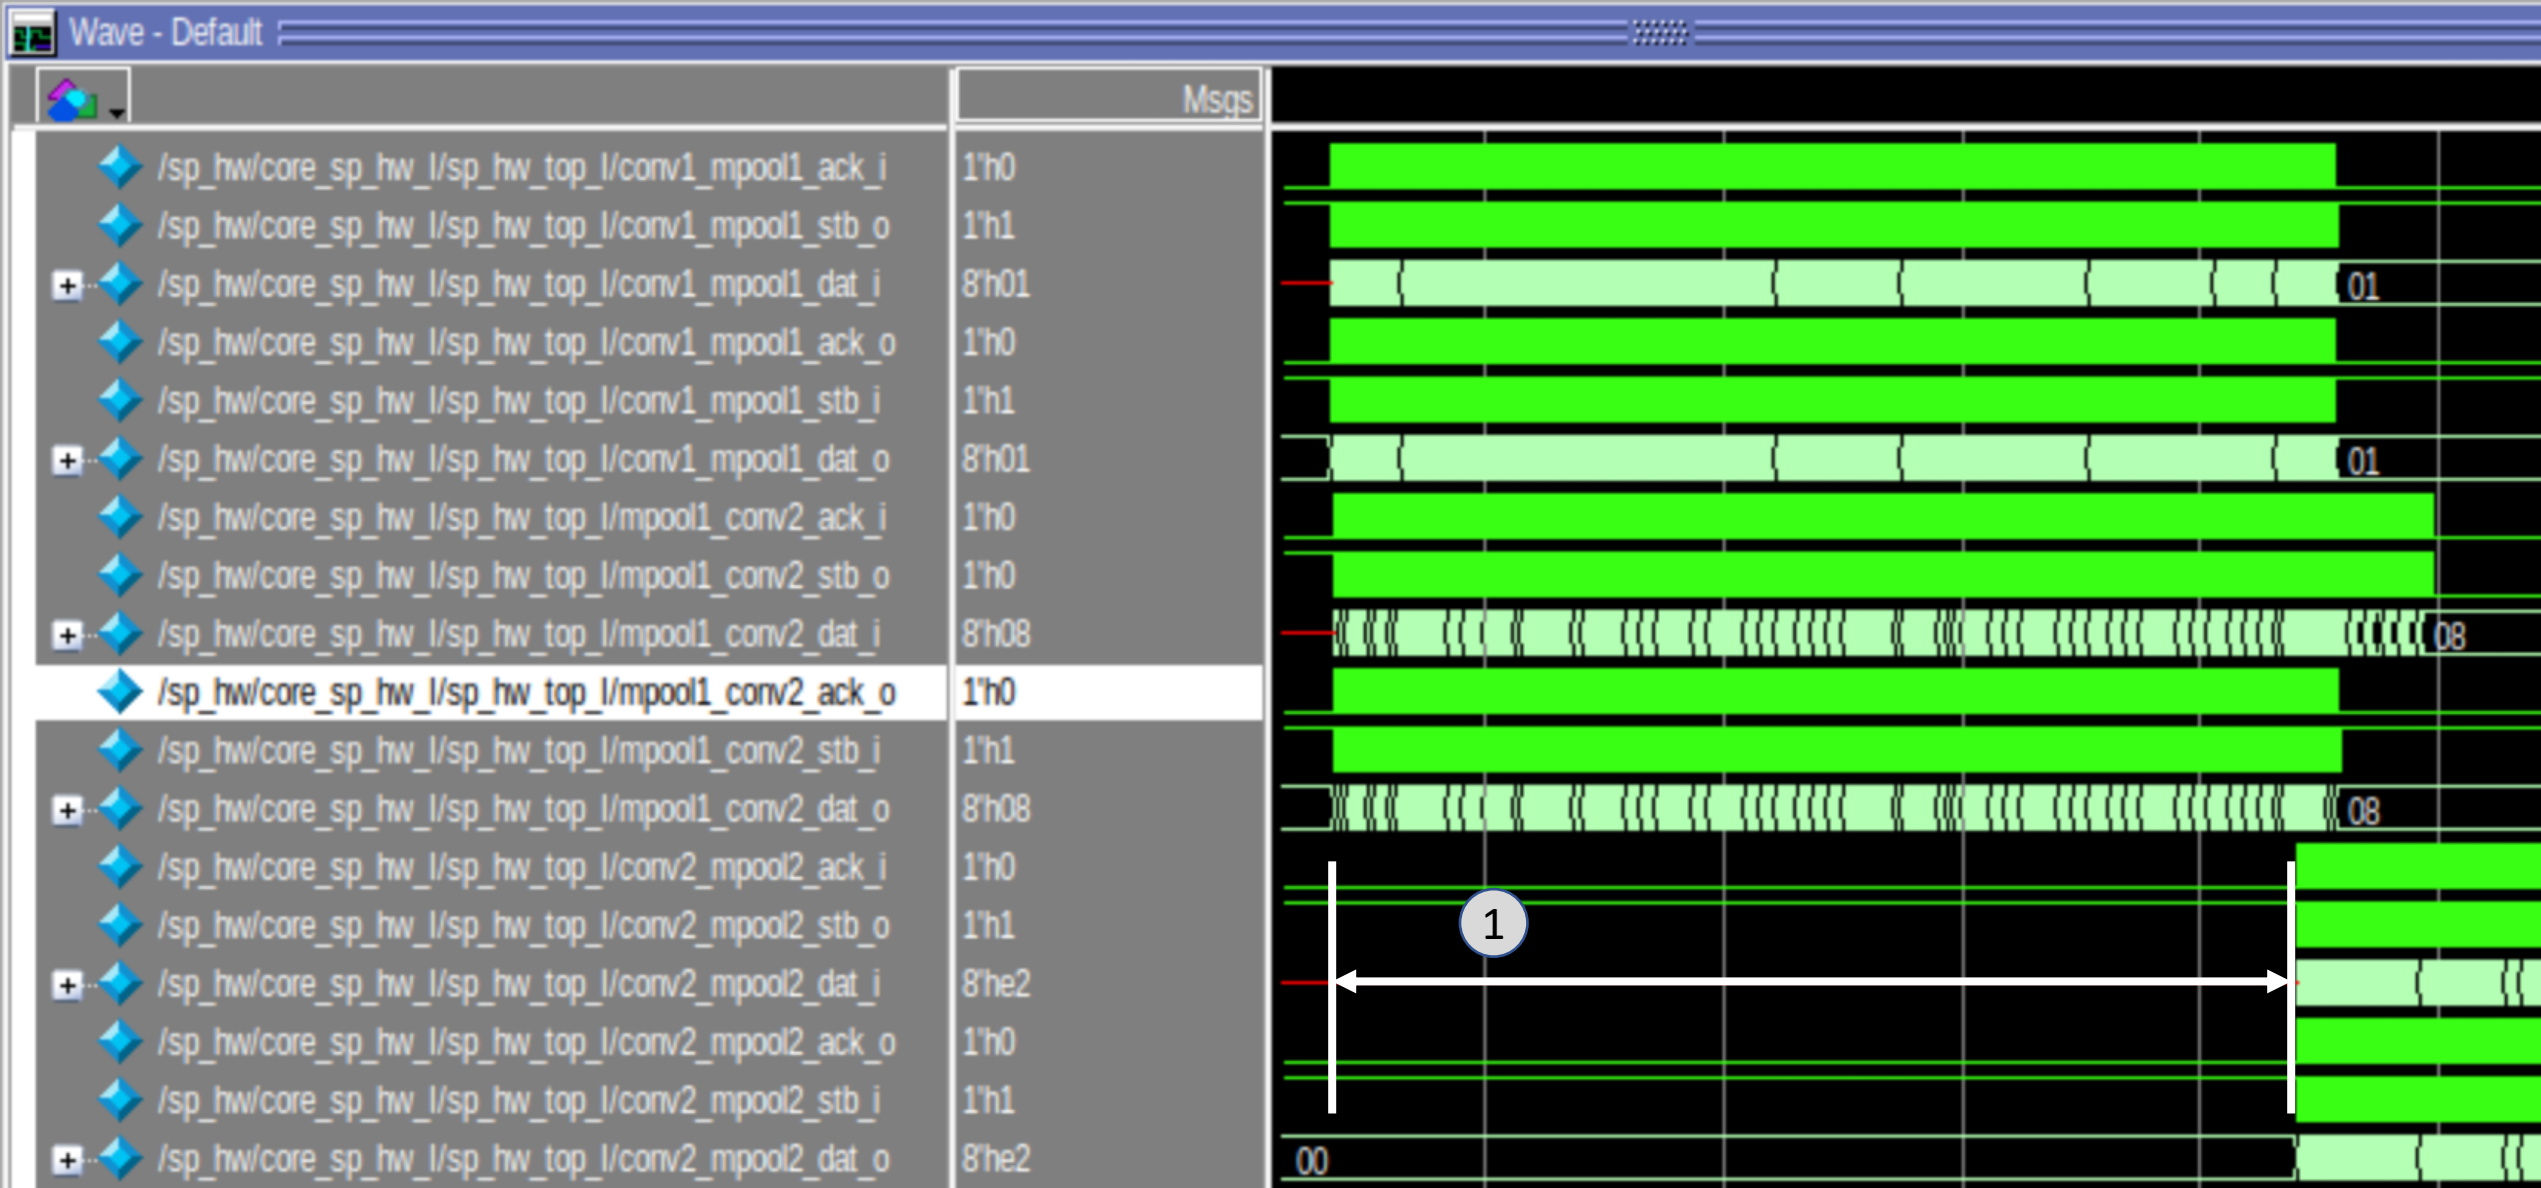 Wave - Default
Msgs
/sp_hw/core_sp_hw_I/sp_hw_top_I/conv1_mpool1_ack_i 1'h0
/sp_hw/core_sp_hw_I/sp_hw_top_I/conv1_mpool1_stb_o 1'h1
/sp_hw/core_sp_hw_I/sp_hw_top_I/conv1_mpool1_dat_i 8'h01 01
/sp_hw/core_sp_hw_I/sp_hw_top_I/conv1_mpool1_ack_o 1'h0
/sp_hw/core_sp_hw_I/sp_hw_top_I/conv1_mpool1_stb_i 1'h1
/sp_hw/core_sp_hw_I/sp_hw_top_I/conv1_mpool1_dat_o 8'h01 01
/sp_hw/core_sp_hw_I/sp_hw_top_I/mpool1_conv2_ack_i 1'h0
/sp_hw/core_sp_hw_I/sp_hw_top_I/mpool1_conv2_stb_o 1'h0
/sp_hw/core_sp_hw_I/sp_hw_top_I/mpool1_conv2_dat_i 8'h08 08
/sp_hw/core_sp_hw_I/sp_hw_top_I/mpool1_conv2_ack_o 1'h0
/sp_hw/core_sp_hw_I/sp_hw_top_I/mpool1_conv2_stb_i 1'h1
/sp_hw/core_sp_hw_I/sp_hw_top_I/mpool1_conv2_dat_o 8'h08 08
/sp_hw/core_sp_hw_I/sp_hw_top_I/conv2_mpool2_ack_i 1'h0
/sp_hw/core_sp_hw_I/sp_hw_top_I/conv2_mpool2_stb_o 1'h1
1
/sp_hw/core_sp_hw_I/sp_hw_top_I/conv2_mpool2_dat_i 8'he2
/sp_hw/core_sp_hw_I/sp_hw_top_I/conv2_mpool2_ack_o 1'h0
/sp_hw/core_sp_hw_I/sp_hw_top_I/conv2_mpool2_stb_i 1'h1
/sp_hw/core_sp_hw_I/sp_hw_top_I/conv2_mpool2_dat_o 8'he2 00